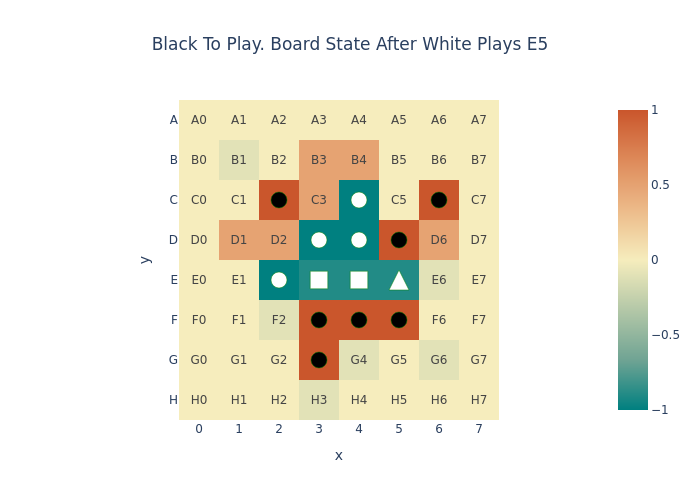 Black To Play. Board State After White Plays E5
A A0 A1 A2 A3 A4 A5 A6 A7
B B0 B1 B2 B3 B4 B5 B6 B7
C C0 C1 C3 C5 C7
D D0 D1 D2 D6 D7
E E0 E1 E6 E7
F F0 F1 F2 F6 F7
G G0 G1 G2 G4 G5 G6 G7
H H0 H1 H2 H3 H4 H5 H6 H7
0 1 2 3 4 5 6 7
x
y
1
0.5
0
−0.5
−1